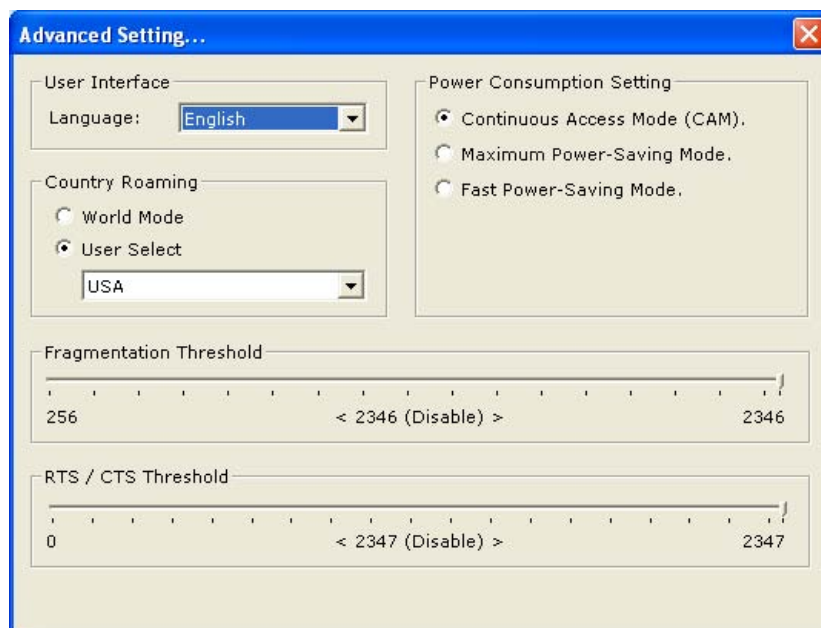 Advanced Setting...
User Interface
Language:
English
Country Roaming
World Mode
User Select
USA
Power Consumption Setting
Continuous Access Mode (CAM).
Maximum Power-Saving Mode.
Fast Power-Saving Mode.
Fragmentation Threshold
256
< 2346 (Disable) >
2346
RTS / CTS Threshold
0
< 2347 (Disable) >
2347